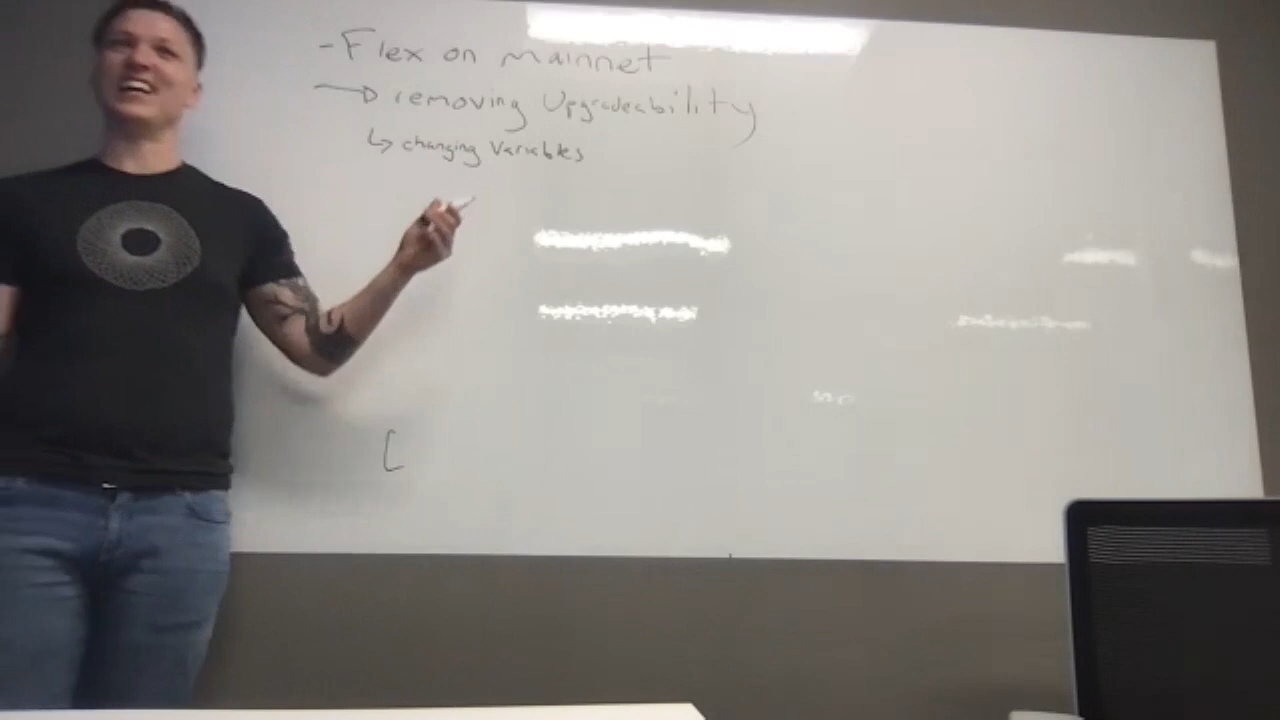 - Flex on mainnet
→ removing Upgradeability
↳ changing Variables
[